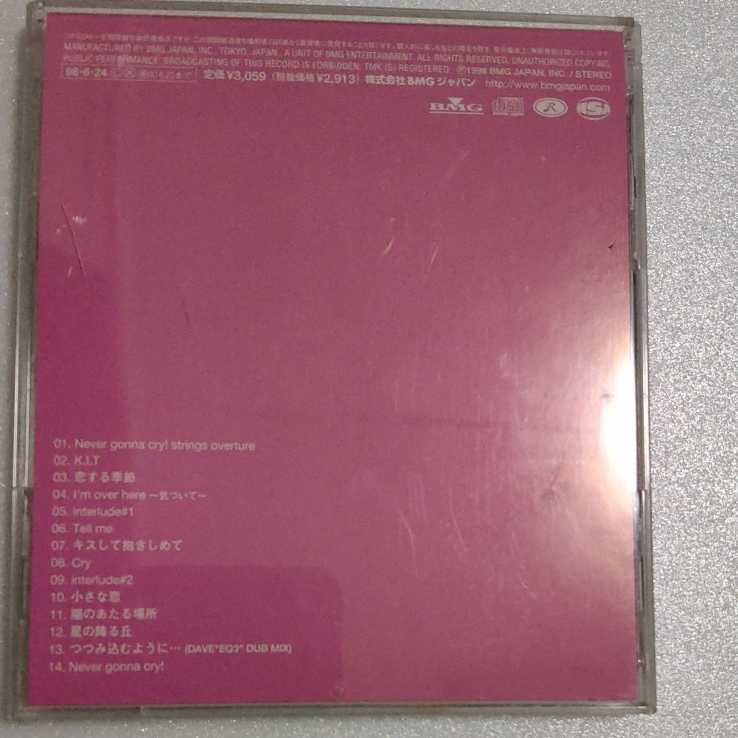 MANUFACTURED BY BMG JAPAN, INC., TOKYO, JAPAN. A UNIT OF BMG ENTERTAINMENT. ALL RIGHTS RESERVED. UNAUTHORIZED COPYING,
PUBLIC PERFORMANCE, BROADCASTING OF THIS RECORD IS FORBIDDEN. TMK (S) REGISTERED. Ⓟ1998 BMG JAPAN, INC. / STEREO
98・6・24 定価¥3,059 (税抜価格¥2,913) 株式会社BMGジャパン http://www.bmgjapan.com
BMG R S
01. Never gonna cry! strings overture
02. K.I.T
03. 恋する季節
04. I'm over here 〜気づいて〜
05. interlude#1
06. Tell me
07. キスして抱きしめて
08. Cry
09. interlude#2
10. 小さな恋
11. 陽のあたる場所
12. 星の降る丘
13. つつみ込むように… (DAVE"EQ3" DUB MIX)
14. Never gonna cry!